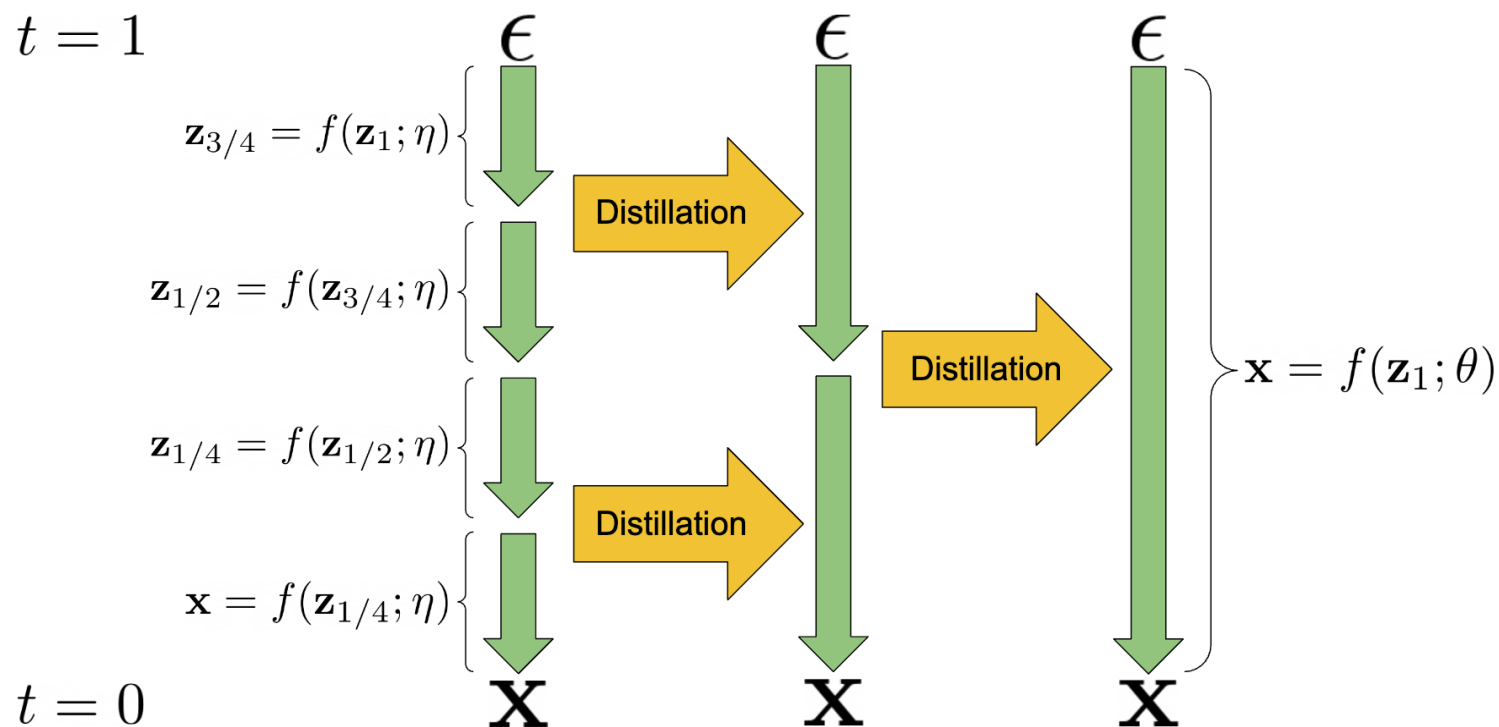 t = 1
ϵ
ϵ
ϵ
z_{3/4} = f(z_1; η)
Distillation
z_{1/2} = f(z_{3/4}; η)
Distillation
x = f(z_1; θ)
z_{1/4} = f(z_{1/2}; η)
Distillation
x = f(z_{1/4}; η)
t = 0
x
x
x